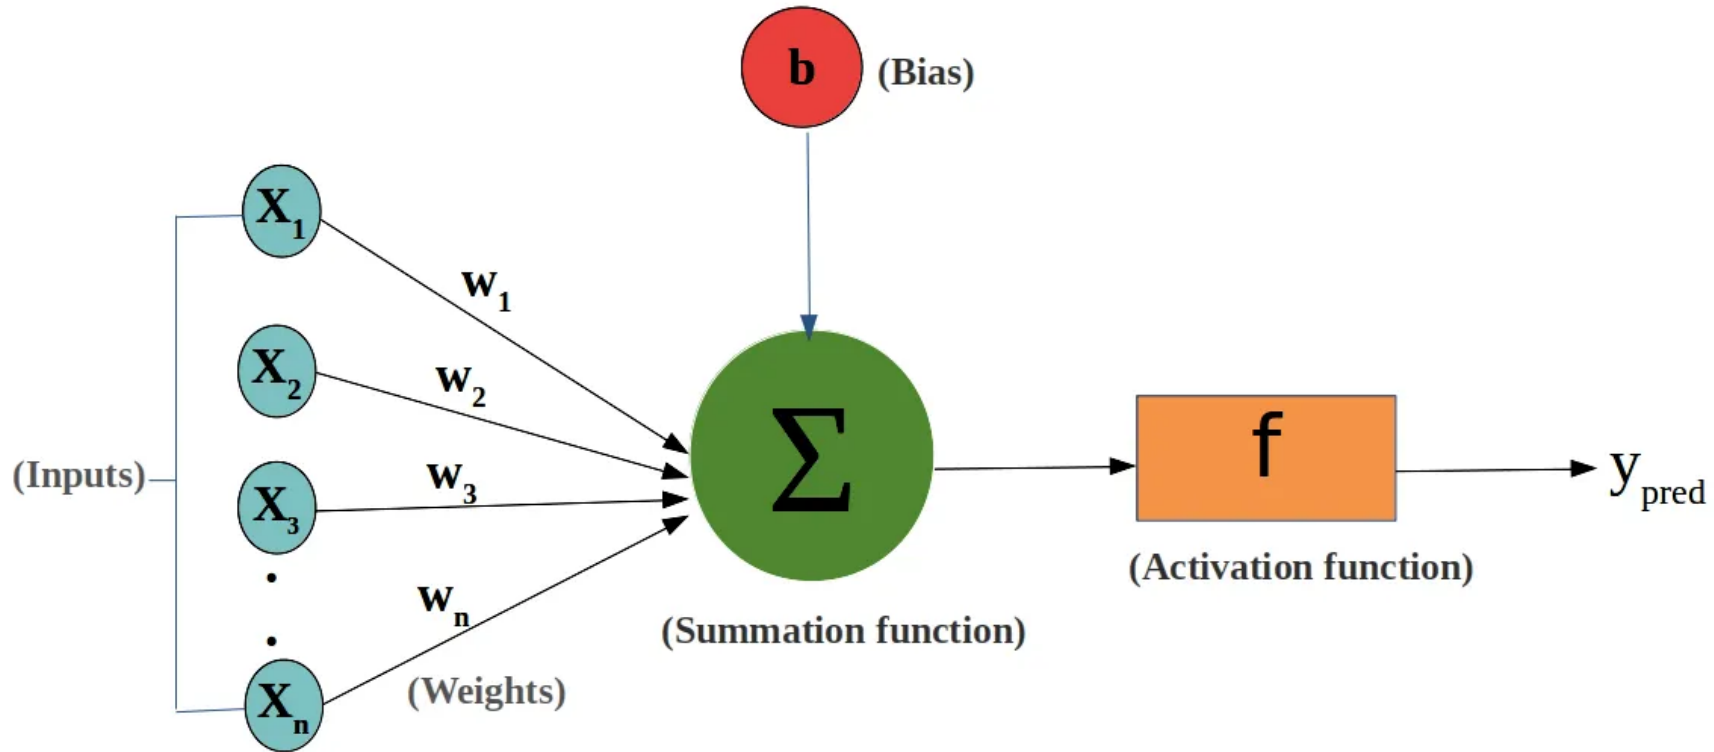 b (Bias)
X1
w1
X2
w2
(Inputs)
X3
w3
Σ
f
ypred
(Activation function)
wn
(Summation function)
Xn
(Weights)